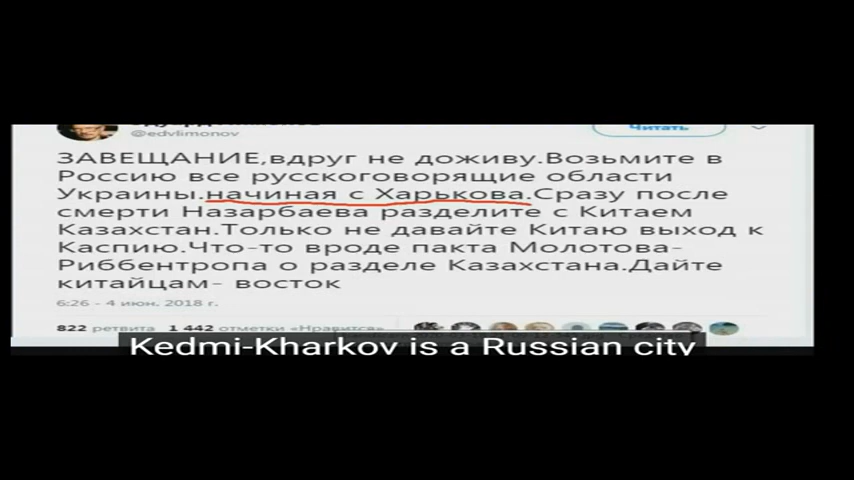 @edvlimonov
Читать
ЗАВЕЩАНИЕ,вдруг не доживу.Возьмите в
Россию все русскоговорящие области
Украины.начиная с Харькова.Сразу после
смерти Назарбаева разделите с Китаем
Казахстан.Только не давайте Китаю выход к
Каспию.Что-то вроде пакта Молотова-
Риббентропа о разделе Казахстана.Дайте
китайцам- восток
6:26 - 4 июн. 2018 г.
822 ретвита 1 442 отметки «Нравится»
Kedmi-Kharkov is a Russian city